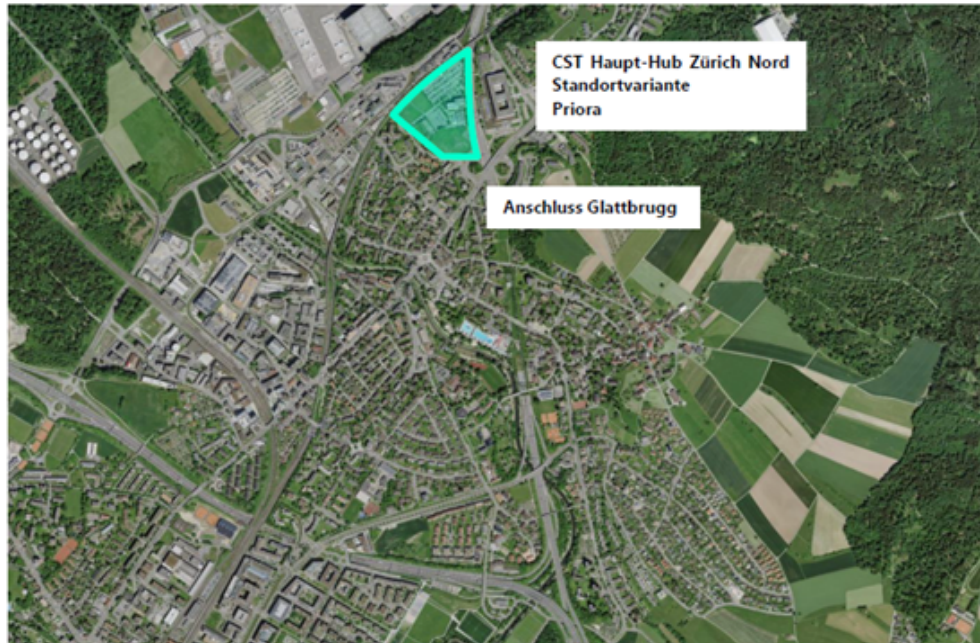 CST Haupt-Hub Zürich Nord
Standortvariante
Priora
Anschluss Glattbrugg